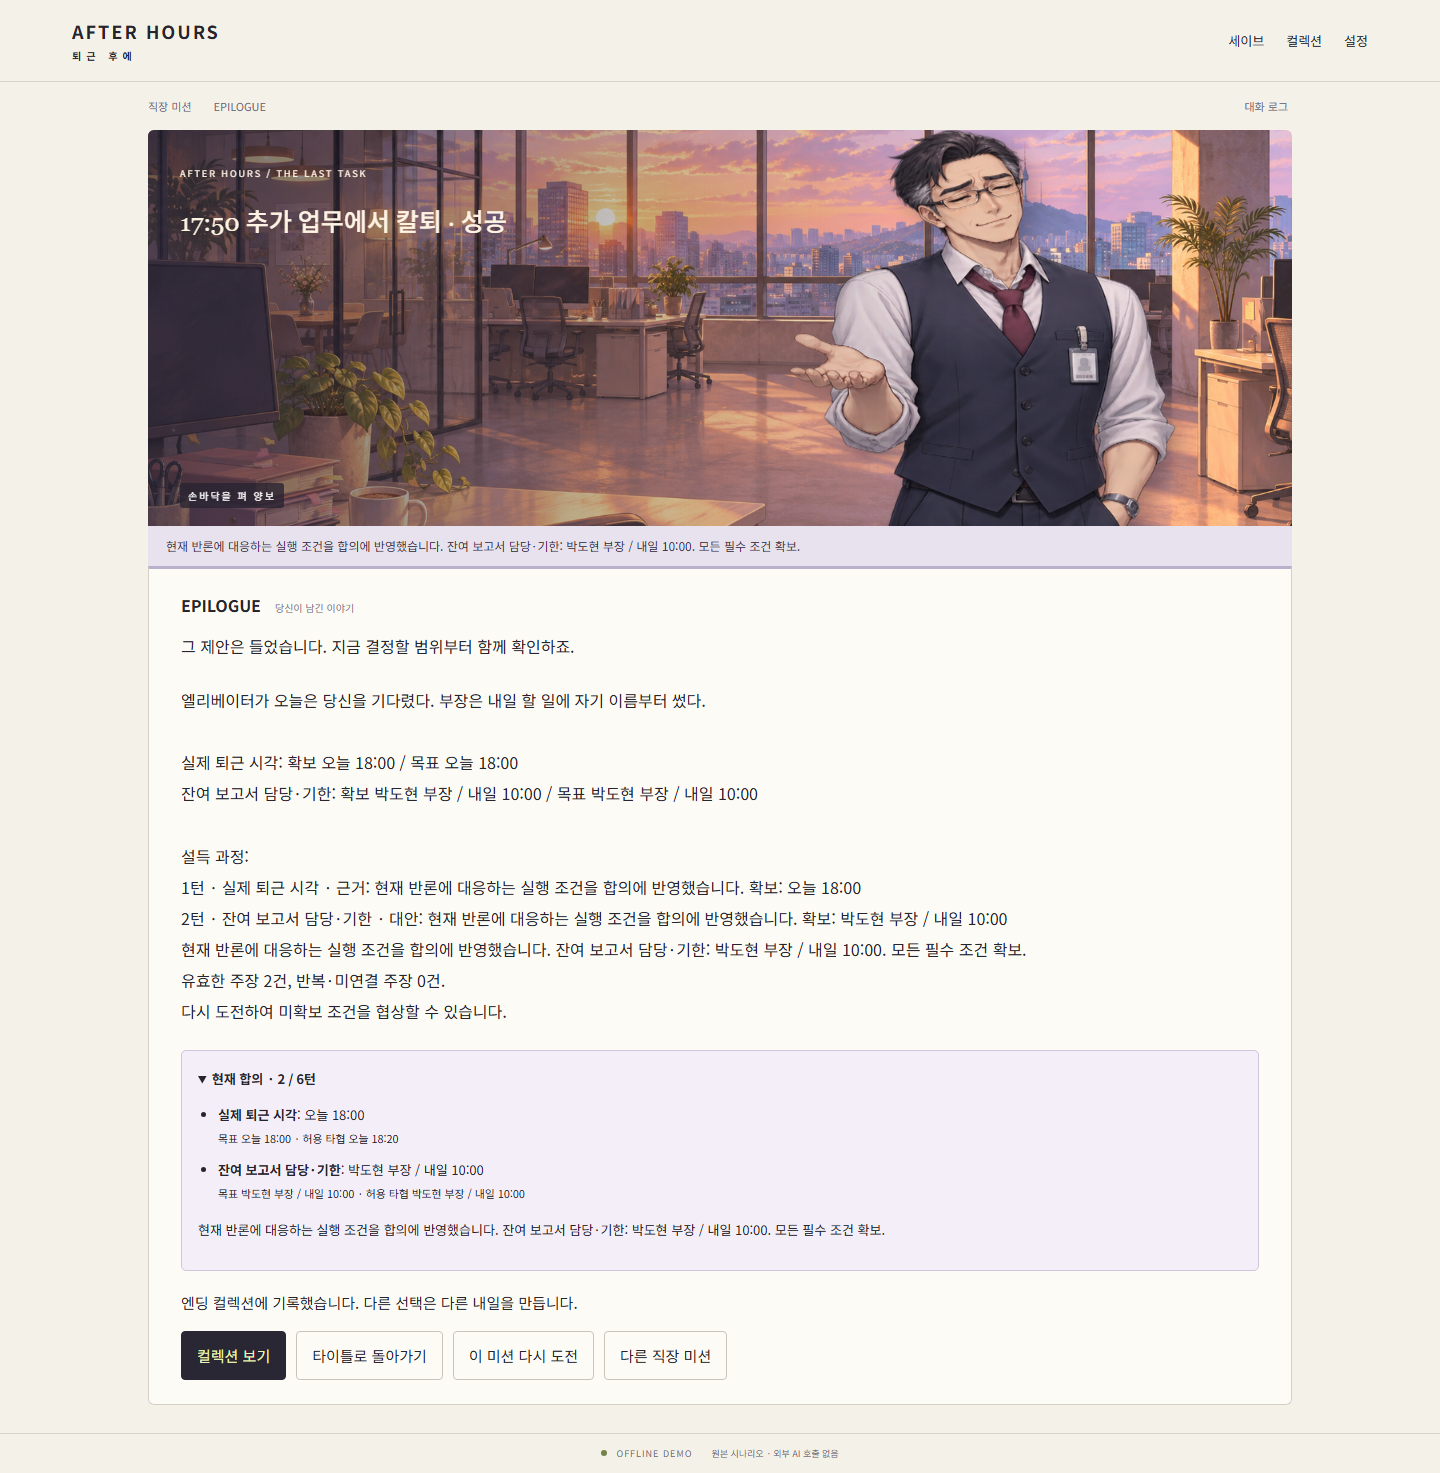 AFTER HOURS
퇴근 후에
세이브 컬렉션 설정
직장 미션 EPILOGUE 대화 로그
AFTER HOURS / THE LAST TASK
17:50 추가 업무에서 칼퇴 · 성공
손바닥을 펴 양보
현재 반론에 대응하는 실행 조건을 합의에 반영했습니다. 잔여 보고서 담당·기한: 박도현 부장 / 내일 10:00. 모든 필수 조건 확보.
EPILOGUE 당신이 남긴 이야기
그 제안은 들었습니다. 지금 결정할 범위부터 함께 확인하죠.
엘리베이터가 오늘은 당신을 기다렸다. 부장은 내일 할 일에 자기 이름부터 썼다.
실제 퇴근 시각: 확보 오늘 18:00 / 목표 오늘 18:00
잔여 보고서 담당·기한: 확보 박도현 부장 / 내일 10:00 / 목표 박도현 부장 / 내일 10:00
설득 과정:
1턴 · 실제 퇴근 시각 · 근거: 현재 반론에 대응하는 실행 조건을 합의에 반영했습니다. 확보: 오늘 18:00
2턴 · 잔여 보고서 담당·기한 · 대안: 현재 반론에 대응하는 실행 조건을 합의에 반영했습니다. 확보: 박도현 부장 / 내일 10:00
현재 반론에 대응하는 실행 조건을 합의에 반영했습니다. 잔여 보고서 담당·기한: 박도현 부장 / 내일 10:00. 모든 필수 조건 확보.
유효한 주장 2건, 반복·미연결 주장 0건.
다시 도전하여 미확보 조건을 협상할 수 있습니다.
▼ 현재 합의 · 2 / 6턴
• 실제 퇴근 시각: 오늘 18:00
목표 오늘 18:00 · 허용 타협 오늘 18:20
• 잔여 보고서 담당·기한: 박도현 부장 / 내일 10:00
목표 박도현 부장 / 내일 10:00 · 허용 타협 박도현 부장 / 내일 10:00
현재 반론에 대응하는 실행 조건을 합의에 반영했습니다. 잔여 보고서 담당·기한: 박도현 부장 / 내일 10:00. 모든 필수 조건 확보.
엔딩 컬렉션에 기록했습니다. 다른 선택은 다른 내일을 만듭니다.
컬렉션 보기 타이틀로 돌아가기 이 미션 다시 도전 다른 직장 미션
OFFLINE DEMO 원본 시나리오 · 외부 AI 호출 없음